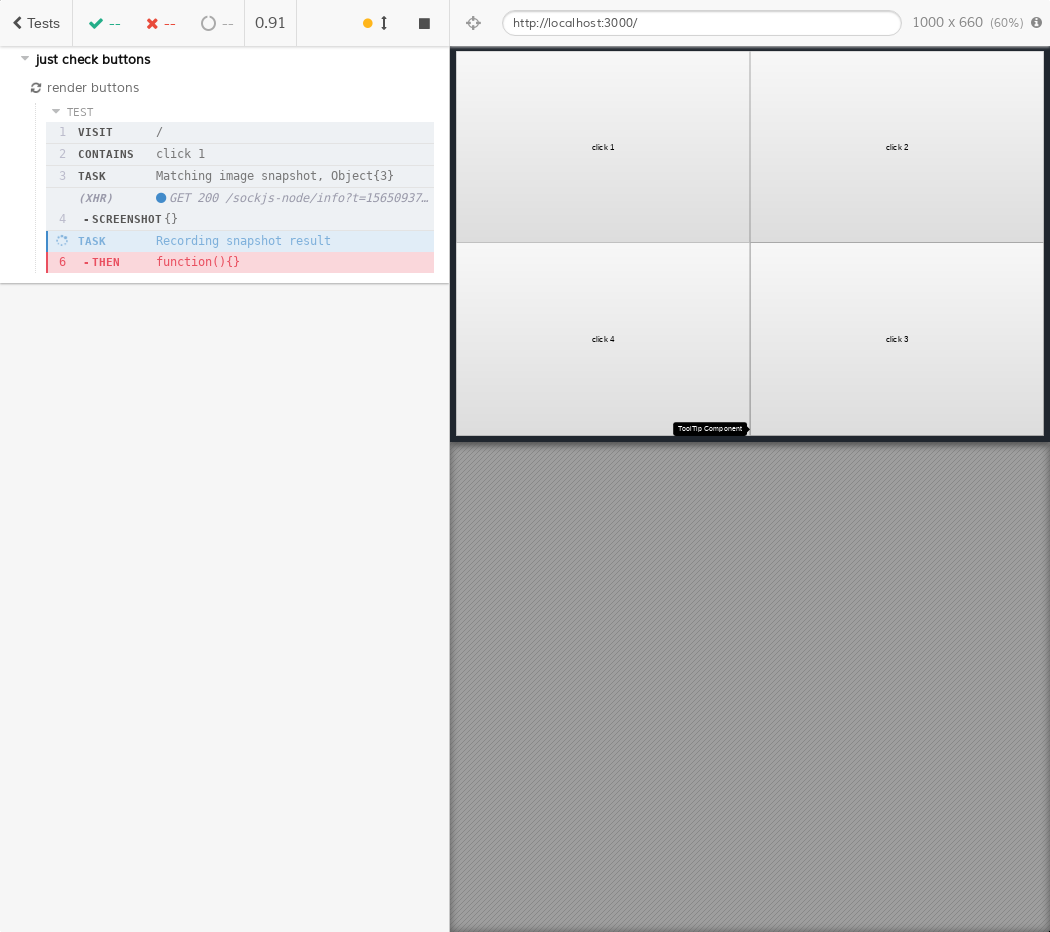 Tests -- -- -- 0.91
http://localhost:3000/ 1000 x 660 (60%)
just check buttons
render buttons
TEST
1 VISIT /
2 CONTAINS click 1
3 TASK Matching image snapshot, Object{3}
(XHR) GET 200 /sockjs-node/info?t=15650937…
4 -SCREENSHOT {}
TASK Recording snapshot result
6 -THEN function(){}
click 1
click 2
click 4
click 3
ToolTip Component